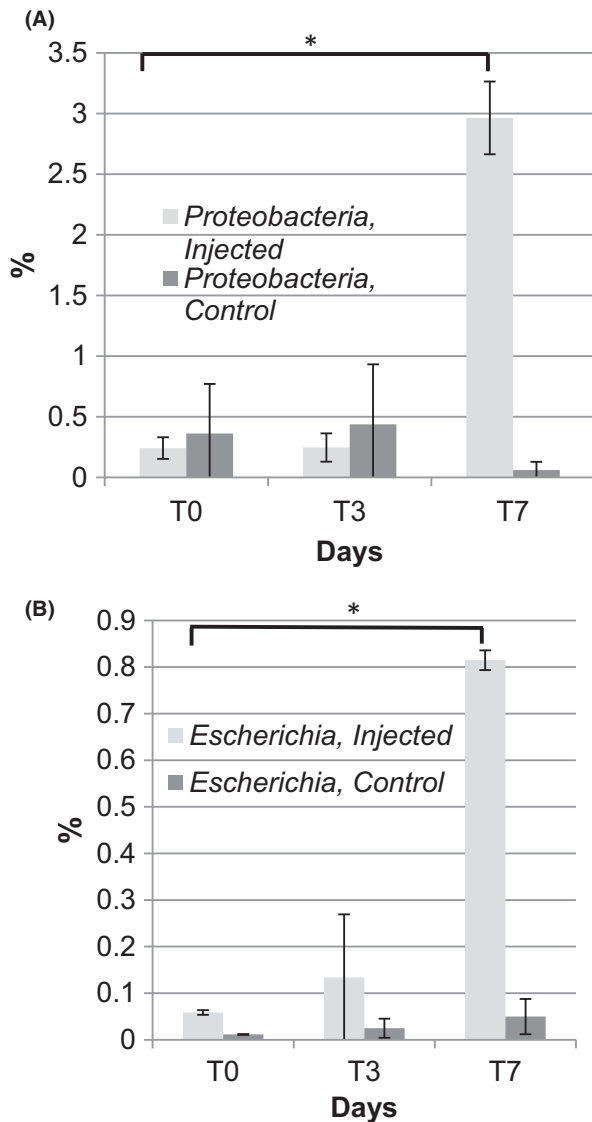 (A)
*
3.5
3
2.5
2
1.5
1
0.5
0
%
Proteobacteria,
Injected
Proteobacteria,
Control
T0 T3 T7
Days
(B)
*
0.9
0.8
0.7
0.6
0.5
0.4
0.3
0.2
0.1
0
%
Escherichia, Injected
Escherichia, Control
T0 T3 T7
Days